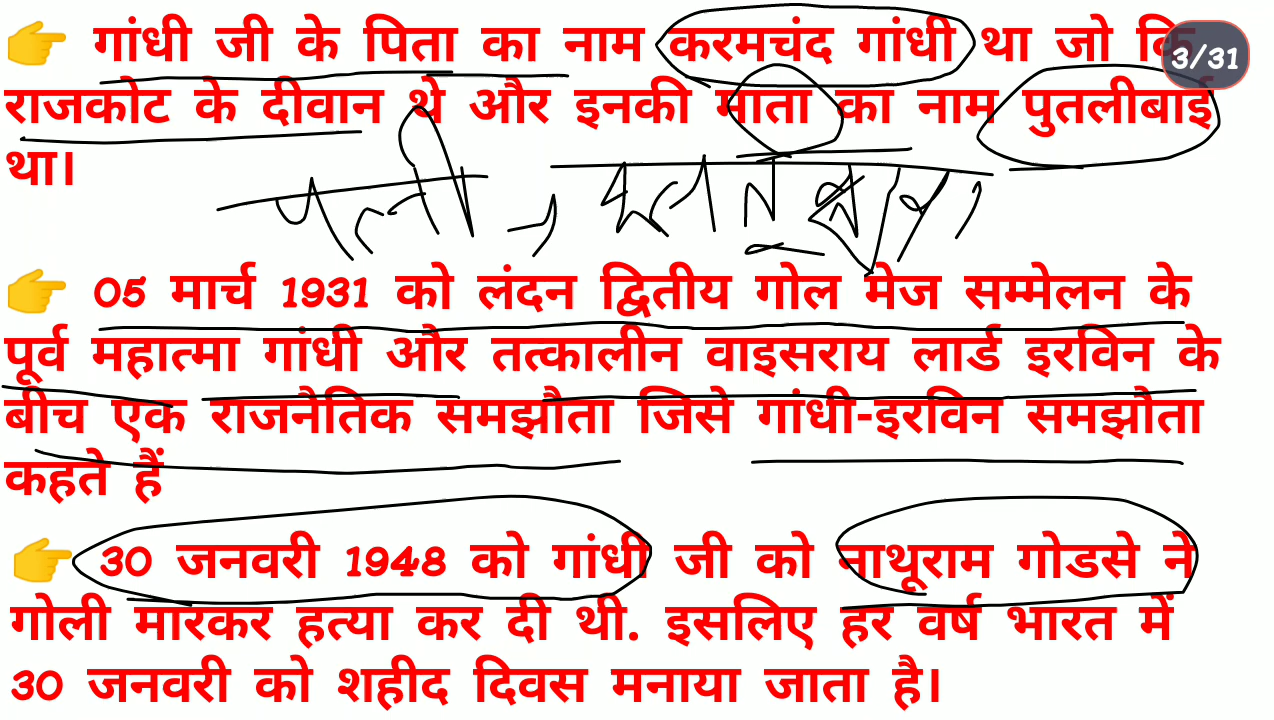 👉 गांधी जी के पिता का नाम करमचंद गांधी था जो कि
3/31
राजकोट के दीवान थे और इनकी माता का नाम पुतलीबाई
था।
पत्नी
👉 05 मार्च 1931 को लंदन द्वितीय गोल मेज सम्मेलन के
पूर्व महात्मा गांधी और तत्कालीन वाइसराय लार्ड इरविन के
बीच एक राजनैतिक समझौता जिसे गांधी-इरविन समझौता
कहते हैं
👉 30 जनवरी 1948 को गांधी जी को नाथूराम गोडसे ने
गोली मारकर हत्या कर दी थी. इसलिए हर वर्ष भारत में
30 जनवरी को शहीद दिवस मनाया जाता है।